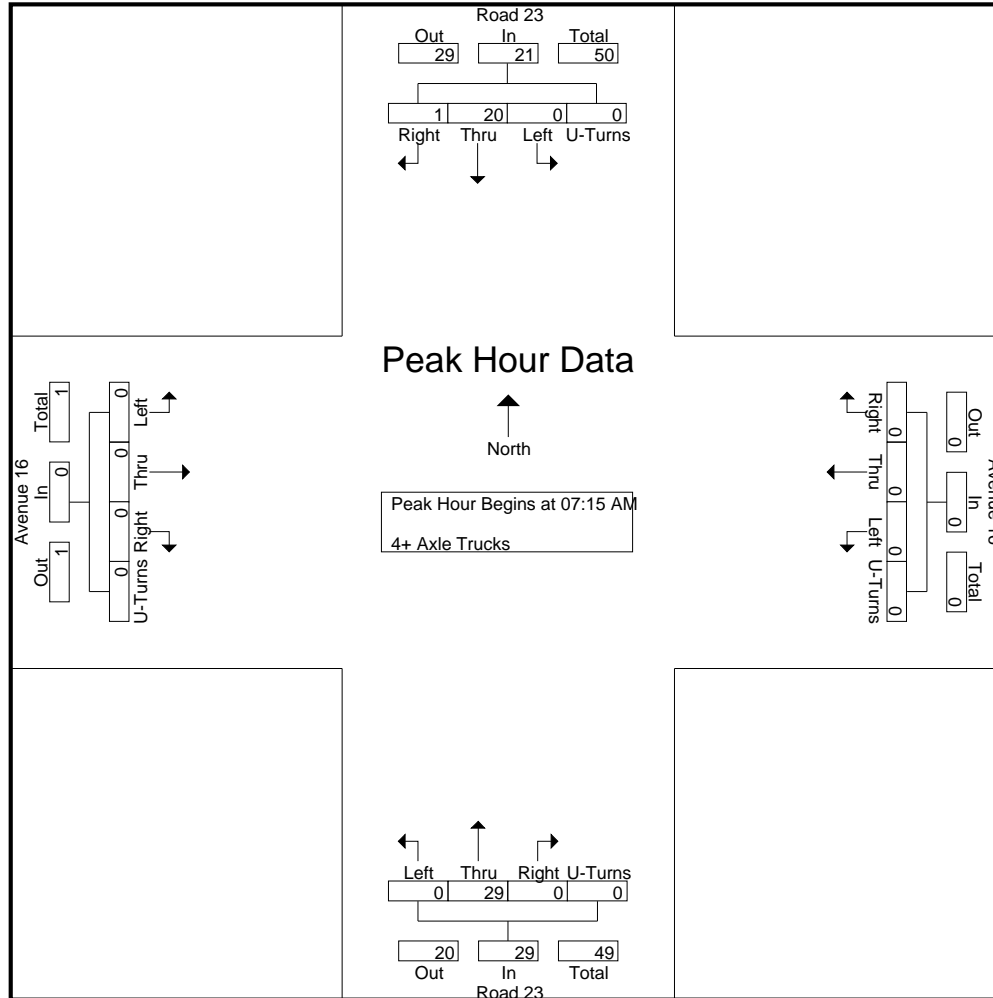 Road 23
Out In Total
29 21 50
1 20 0 0
Right Thru Left U-Turns
Peak Hour Data
North
Peak Hour Begins at 07:15 AM
4+ Axle Trucks
Avenue 16
Total In Out
1 0 1
0 0 0 0
Left Thru Right U-Turns
Right Thru Left U-Turns
0 0 0 0
Out In Total
0 0 0
Left Thru Right U-Turns
0 29 0 0
20 29 49
Out In Total
Road 23